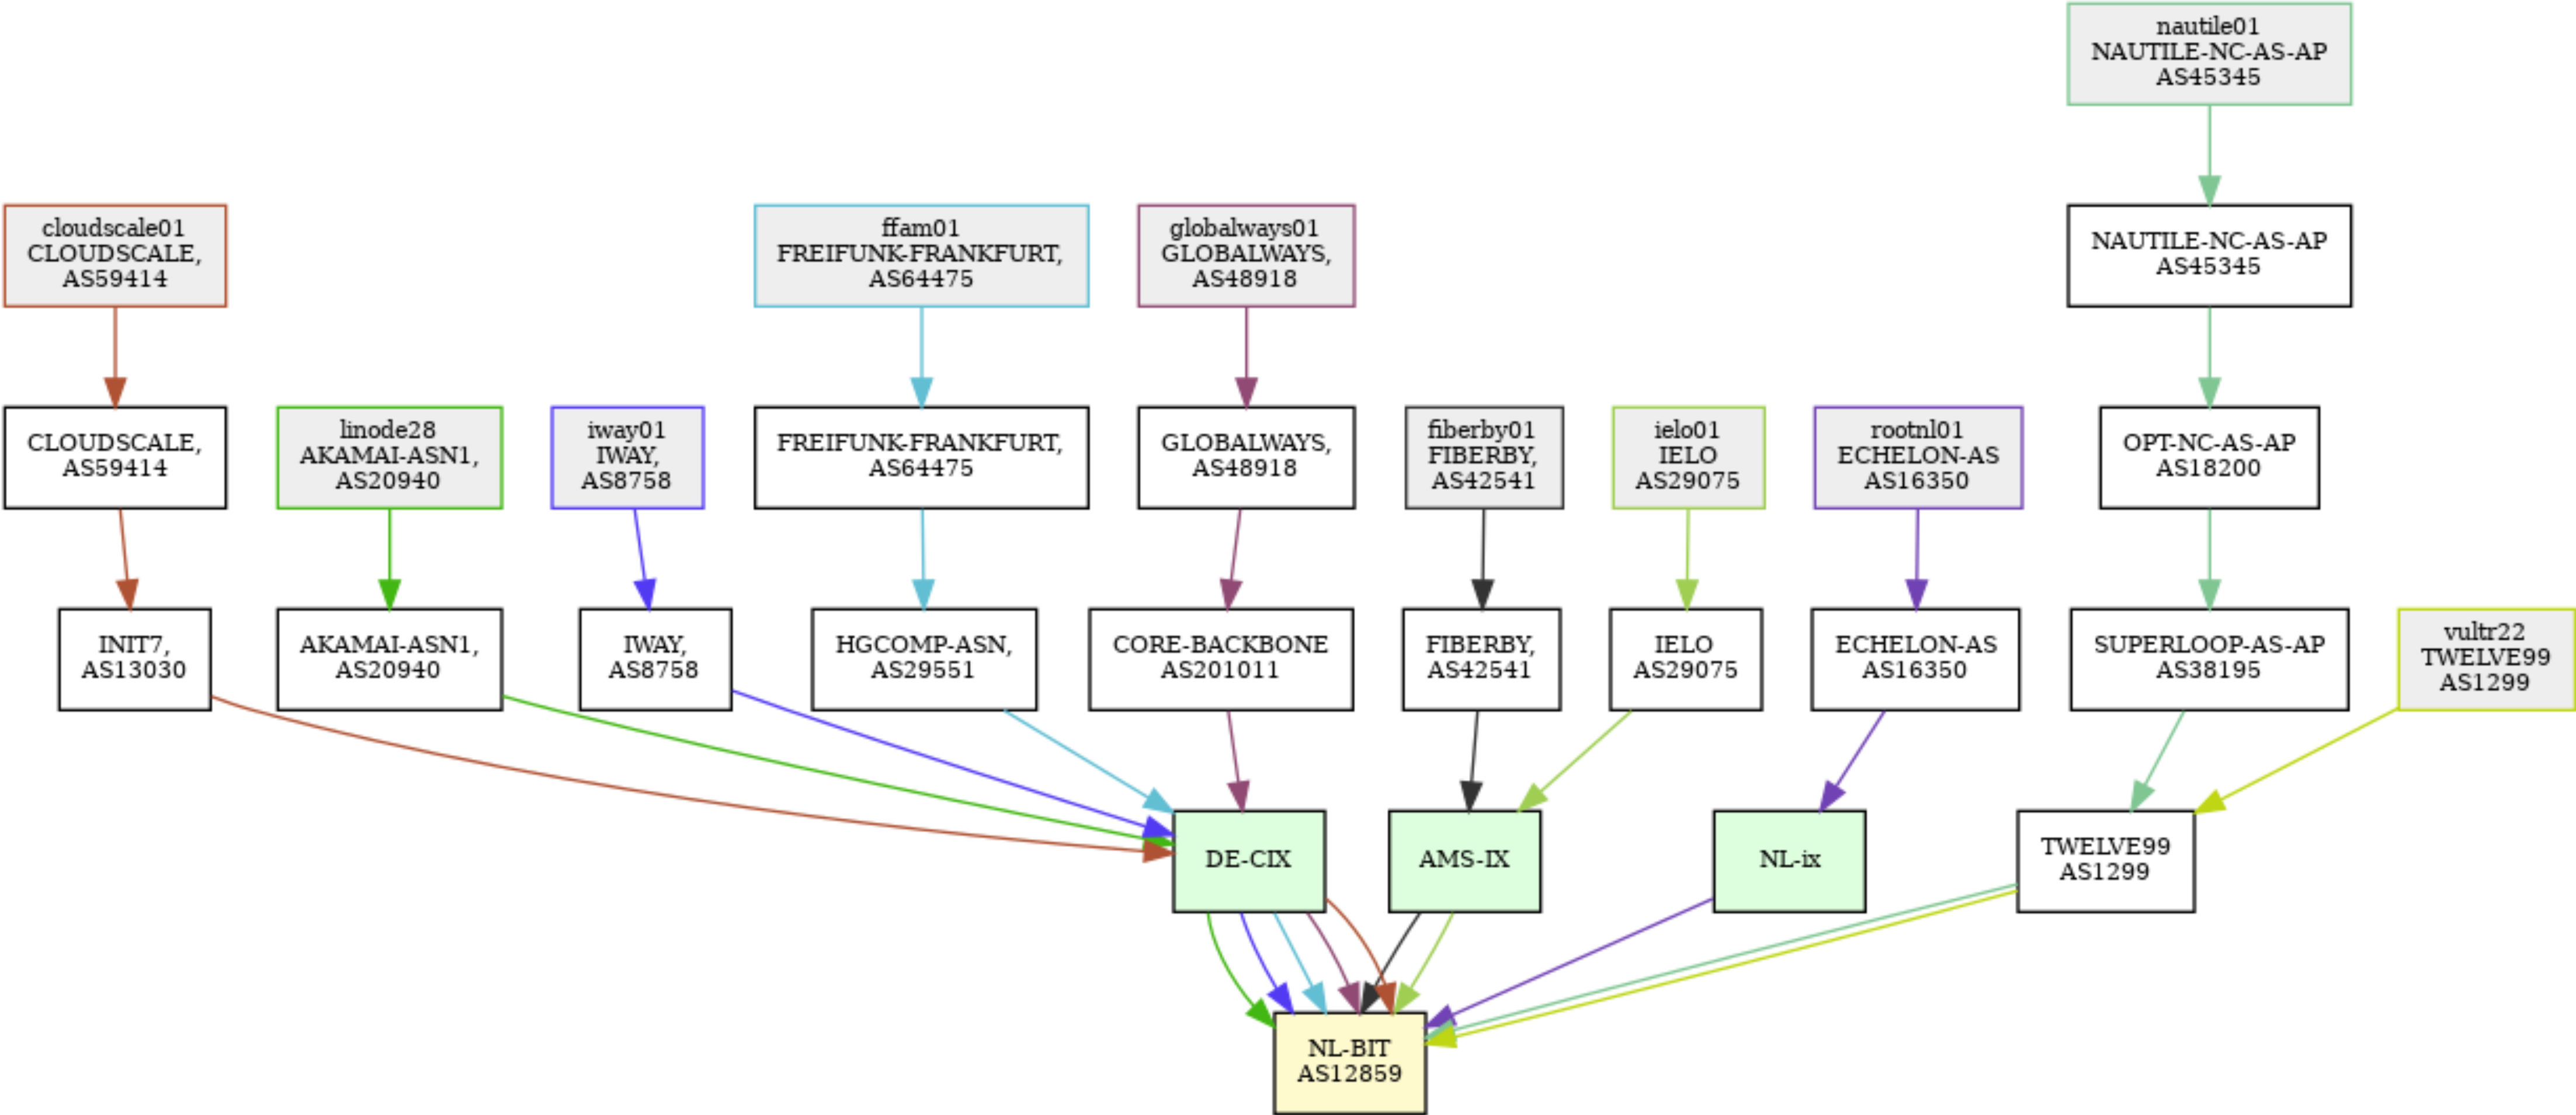 nautile01
NAUTILE-NC-AS-AP
AS45345
cloudscale01
CLOUDSCALE,
AS59414
ffam01
FREIFUNK-FRANKFURT,
AS64475
globalways01
GLOBALWAYS,
AS48918
NAUTILE-NC-AS-AP
AS45345
CLOUDSCALE,
AS59414
linode28
AKAMAI-ASN1,
AS20940
iway01
IWAY,
AS8758
FREIFUNK-FRANKFURT,
AS64475
GLOBALWAYS,
AS48918
fiberby01
FIBERBY,
AS42541
ielo01
IELO
AS29075
rootnl01
ECHELON-AS
AS16350
OPT-NC-AS-AP
AS18200
INIT7,
AS13030
AKAMAI-ASN1,
AS20940
IWAY,
AS8758
HGCOMP-ASN,
AS29551
CORE-BACKBONE
AS201011
FIBERBY,
AS42541
IELO
AS29075
ECHELON-AS
AS16350
SUPERLOOP-AS-AP
AS38195
vultr22
TWELVE99
AS1299
DE-CIX
AMS-IX
NL-ix
TWELVE99
AS1299
NL-BIT
AS12859